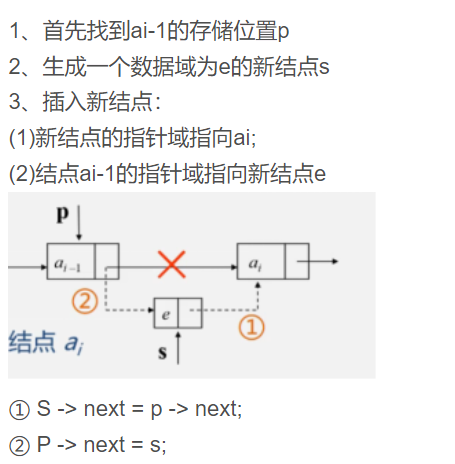 1、首先找到ai-1的存储位置p
2、生成一个数据域为e的新结点s
3、插入新结点：
(1)新结点的指针域指向ai;
(2)结点ai-1的指针域指向新结点e
p
ai-1
ai
②
e
①
结点 ai
s
① S -> next = p -> next;
② P -> next = s;